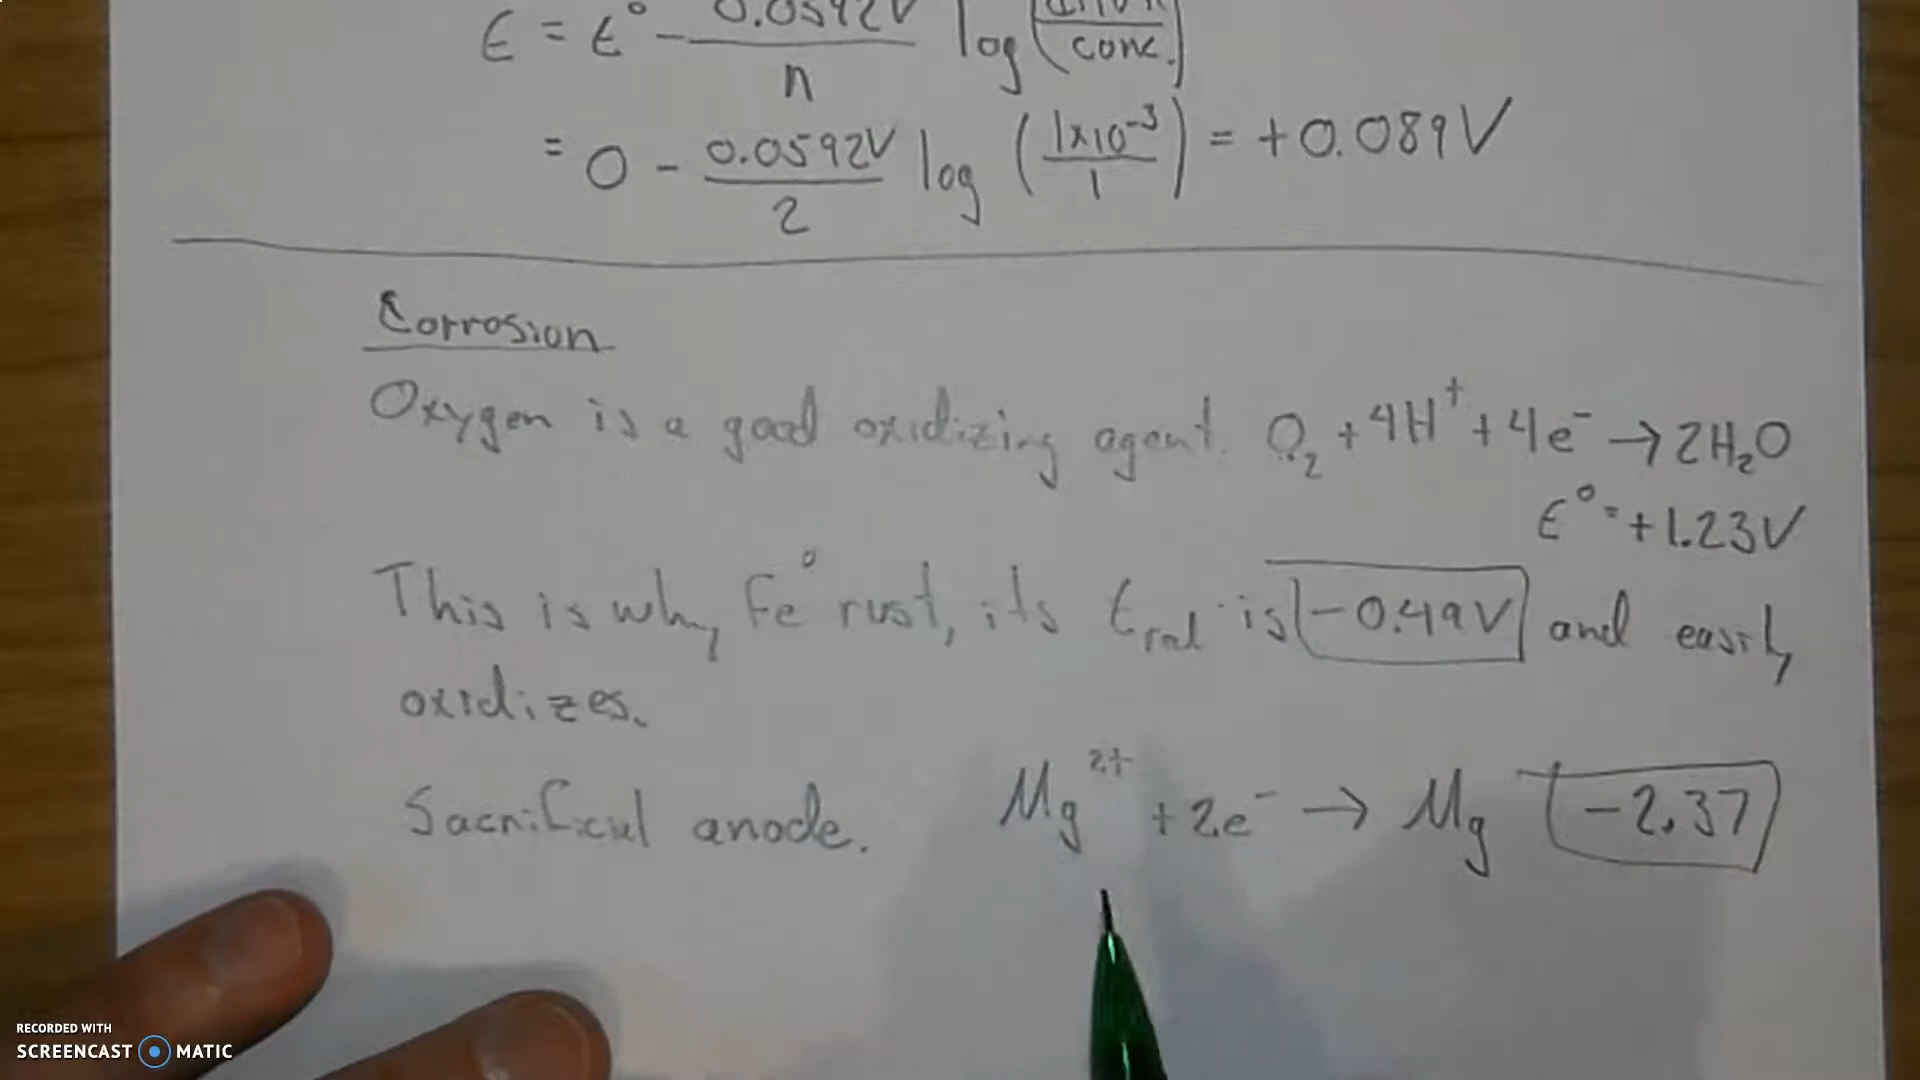 E = E° - 0.0592V/n log( /conc.)
= 0 - 0.0592V/2 log (1x10⁻³/1) = +0.089V
Corrosion
Oxygen is a good oxidizing agent. O₂ + 4H⁺ + 4e⁻ → 2H₂O
E° = +1.23V
This is why Fe° rust, its Ered is -0.49V and easily
oxidizes.
Sacrificial anode. Mg²⁺ + 2e⁻ → Mg -2.37
RECORDED WITH
SCREENCAST MATIC